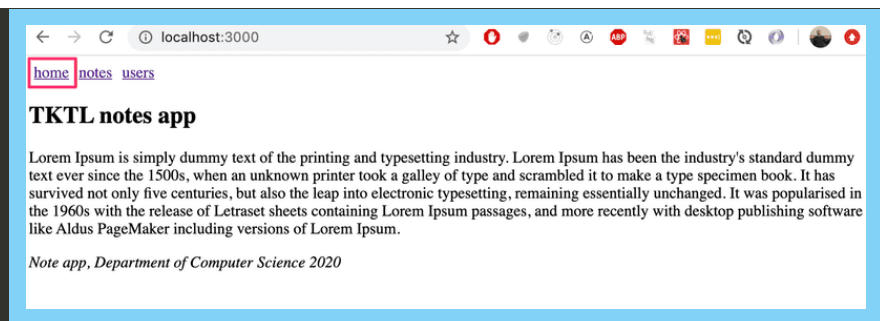 localhost:3000
ABP
home notes users
TKTL notes app
Lorem Ipsum is simply dummy text of the printing and typesetting industry. Lorem Ipsum has been the industry's standard dummy
text ever since the 1500s, when an unknown printer took a galley of type and scrambled it to make a type specimen book. It has
survived not only five centuries, but also the leap into electronic typesetting, remaining essentially unchanged. It was popularised in
the 1960s with the release of Letraset sheets containing Lorem Ipsum passages, and more recently with desktop publishing software
like Aldus PageMaker including versions of Lorem Ipsum.
Note app, Department of Computer Science 2020